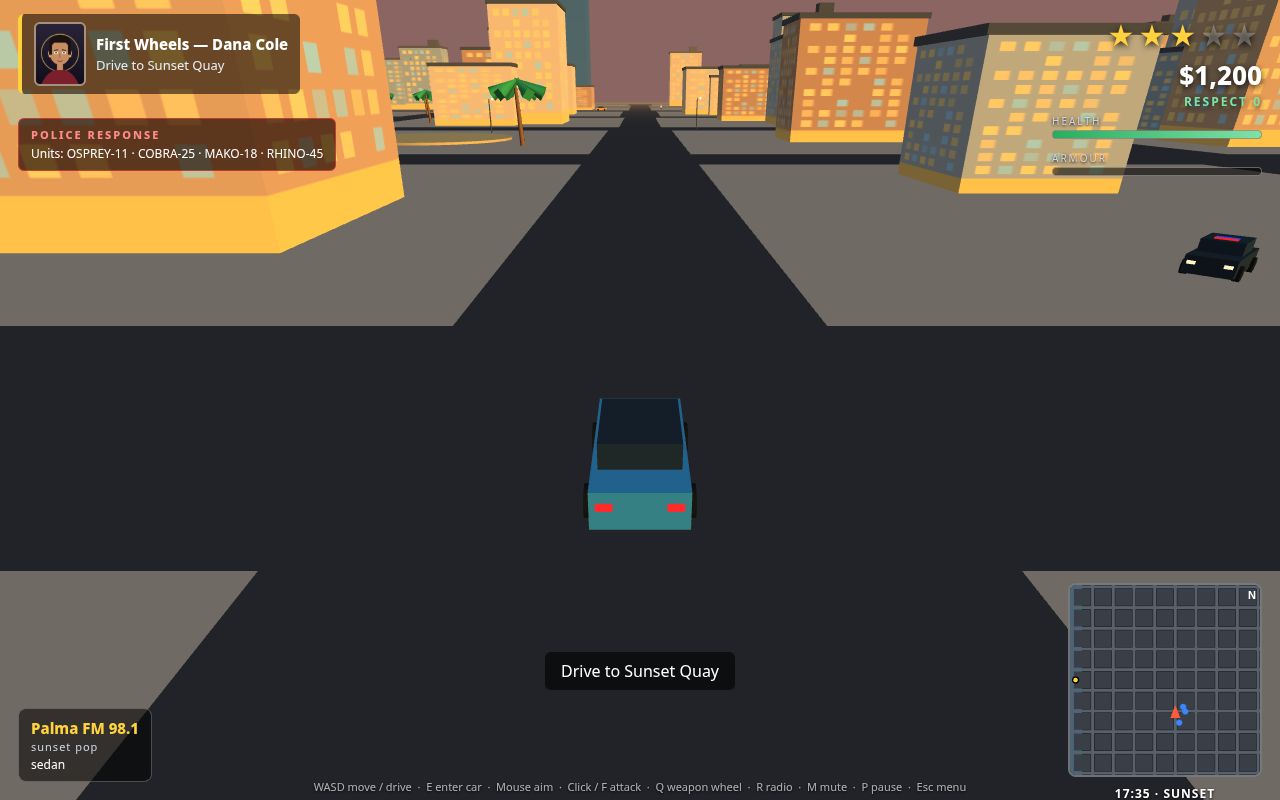 First Wheels — Dana Cole
Drive to Sunset Quay
POLICE RESPONSE
Units: OSPREY-11 · COBRA-25 · MAKO-18 · RHINO-45
$1,200
RESPECT 0
HEALTH
ARMOUR
N
Drive to Sunset Quay
Palma FM 98.1
sunset pop
sedan
WASD move / drive · E enter car · Mouse aim · Click / F attack · Q weapon wheel · R radio · M mute · P pause · Esc menu
17:35 · SUNSET